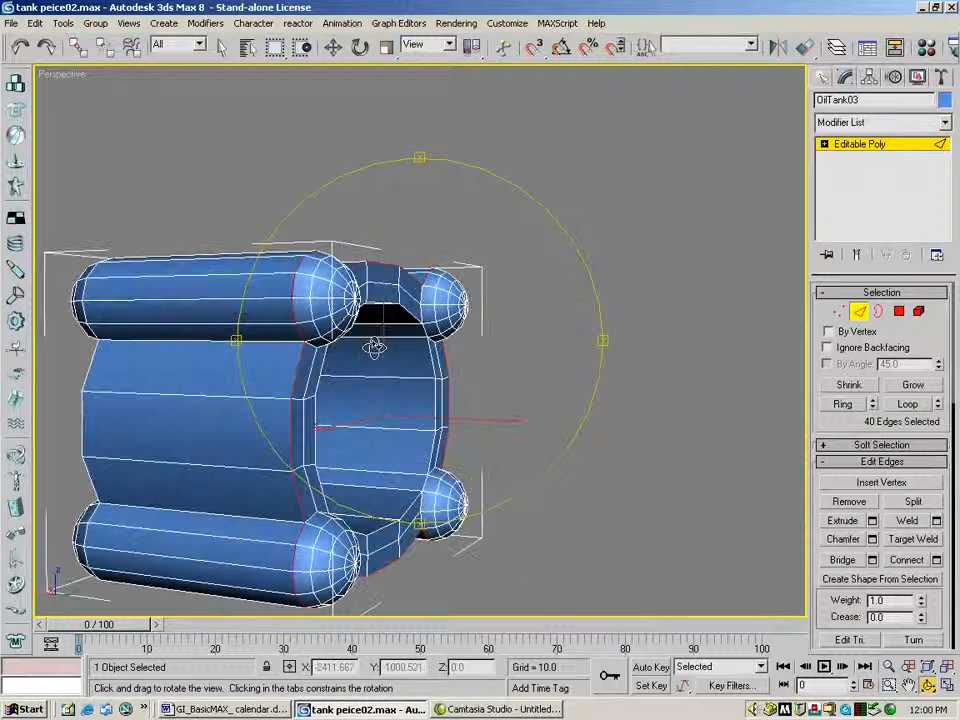 tank peice02.max - Autodesk 3ds Max 8 - Stand-alone License
File Edit Tools Group Views Create Modifiers Character reactor Animation Graph Editors Rendering Customize MAXScript Help
All View
Perspective
OilTank03
Modifier List
Editable Poly
Selection
By Vertex
Ignore Backfacing
By Angle: 45.0
Shrink Grow
Ring Loop
40 Edges Selected
Soft Selection
Edit Edges
Insert Vertex
Remove Split
Extrude Weld
Chamfer Target Weld
Bridge Connect
Create Shape From Selection
Weight: 1.0
Crease: 0.0
Edit Tri. Turn
z
0 / 100
0 10 20 30 40 50 60 70 80 90 100
1 Object Selected X: -2411.667 Y: -1000.521 Z: 0.0 Grid = 10.0 Auto Key Selected
Click and drag to rotate the view. Clicking in the tabs constrains the rotation Add Time Tag Set Key Key Filters... 0
Start GI_BasicMAX_ calendar.d... tank peice02.max - Au... Camtasia Studio - Untitled... 12:00 PM